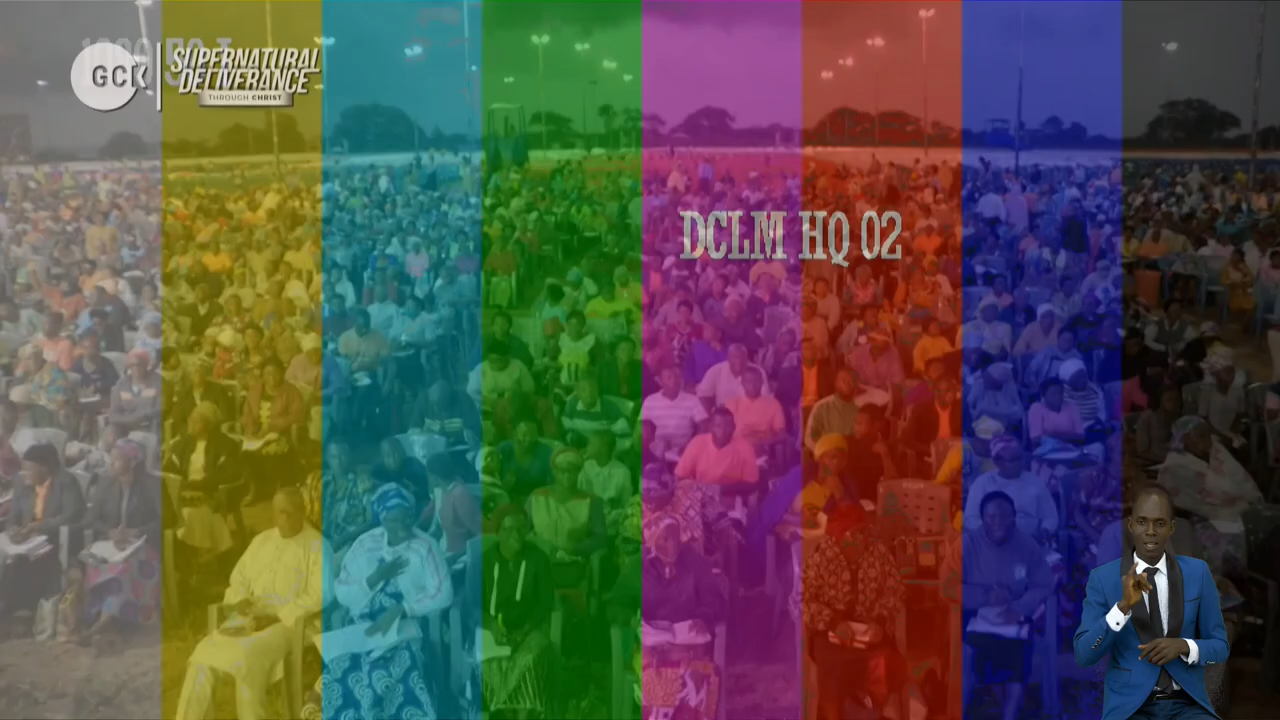 GCK
SUPERNATURAL
DELIVERANCE
THROUGH CHRIST
DCLM HQ 02